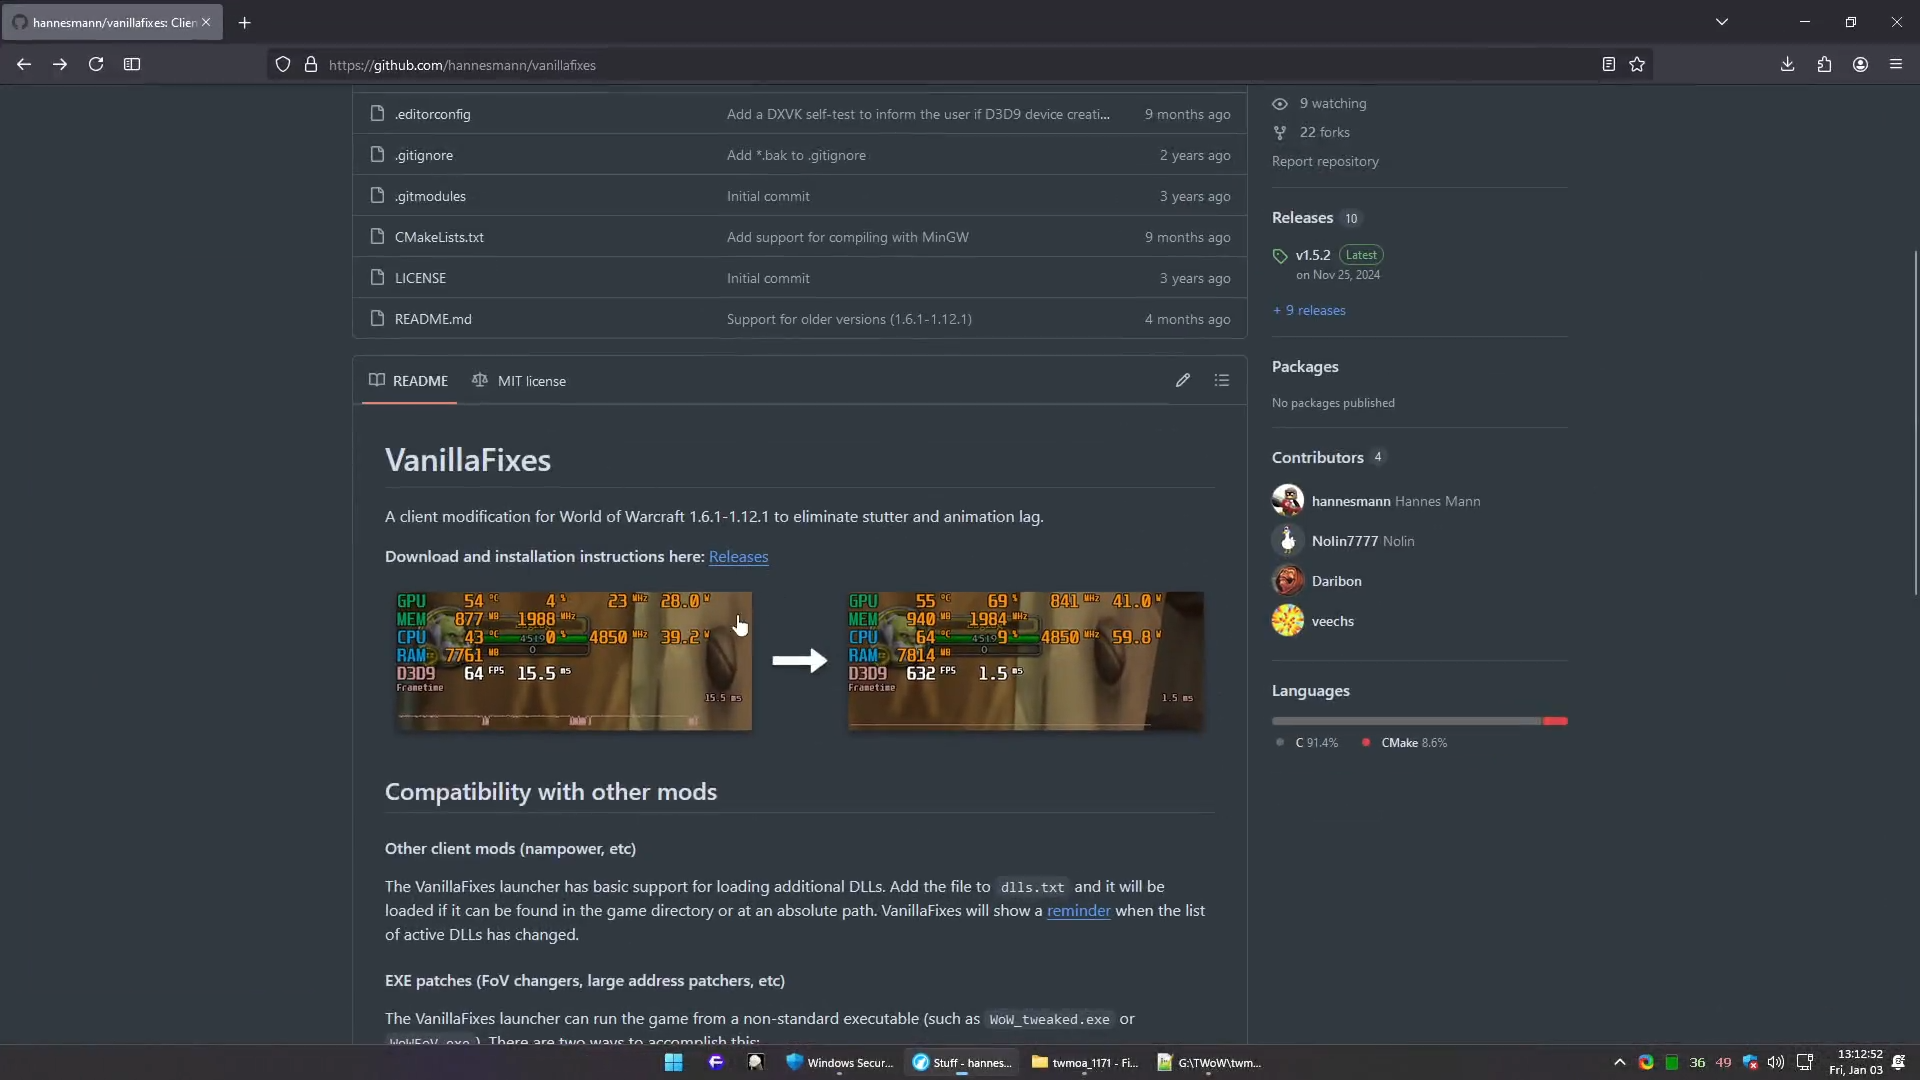 hannesmann/vanillafixes: Clien
https://github.com/hannesmann/vanillafixes
.editorconfig
Add a DXVK self-test to inform the user if D3D9 device creati...
9 months ago
.gitignore
Add *.bak to .gitignore
2 years ago
.gitmodules
Initial commit
3 years ago
CMakeLists.txt
Add support for compiling with MinGW
9 months ago
LICENSE
Initial commit
3 years ago
README.md
Support for older versions (1.6.1-1.12.1)
4 months ago
README
MIT license
VanillaFixes
A client modification for World of Warcraft 1.6.1-1.12.1 to eliminate stutter and animation lag.
Download and installation instructions here: Releases
GPU 54 °C 4 % 23 MHz 28.0 W
MEM 877 MB 1988 MHz
CPU 43 °C 0 % 4850 MHz 39.2 W
4519
RAM 7761 MB
0
D3D9 64 FPS 15.5 ms
Frametime
15.5 ms
GPU 55 °C 69 % 841 MHz 41.0 W
MEM 940 MB 1984 MHz
CPU 64 °C 9 % 4850 MHz 59.8 W
4519
RAM 7814 MB
0
D3D9 632 FPS 1.5 ms
Frametime
1.5 ms
Compatibility with other mods
Other client mods (nampower, etc)
The VanillaFixes launcher has basic support for loading additional DLLs. Add the file to dlls.txt and it will be
loaded if it can be found in the game directory or at an absolute path. VanillaFixes will show a reminder when the list
of active DLLs has changed.
EXE patches (FoV changers, large address patchers, etc)
The VanillaFixes launcher can run the game from a non-standard executable (such as WoW_tweaked.exe or
WoWFoV.exe). There are two ways to accomplish this:
9 watching
22 forks
Report repository
Releases 10
v1.5.2 Latest
on Nov 25, 2024
+ 9 releases
Packages
No packages published
Contributors 4
hannesmann Hannes Mann
Nolin7777 Nolin
Daribon
veechs
Languages
C 91.4%
CMake 8.6%
Windows Secur...
Stuff - hannes...
twmoa_1171 - Fi...
G:\TWoW\twm...
36
49
13:12:52
Fri, Jan 03